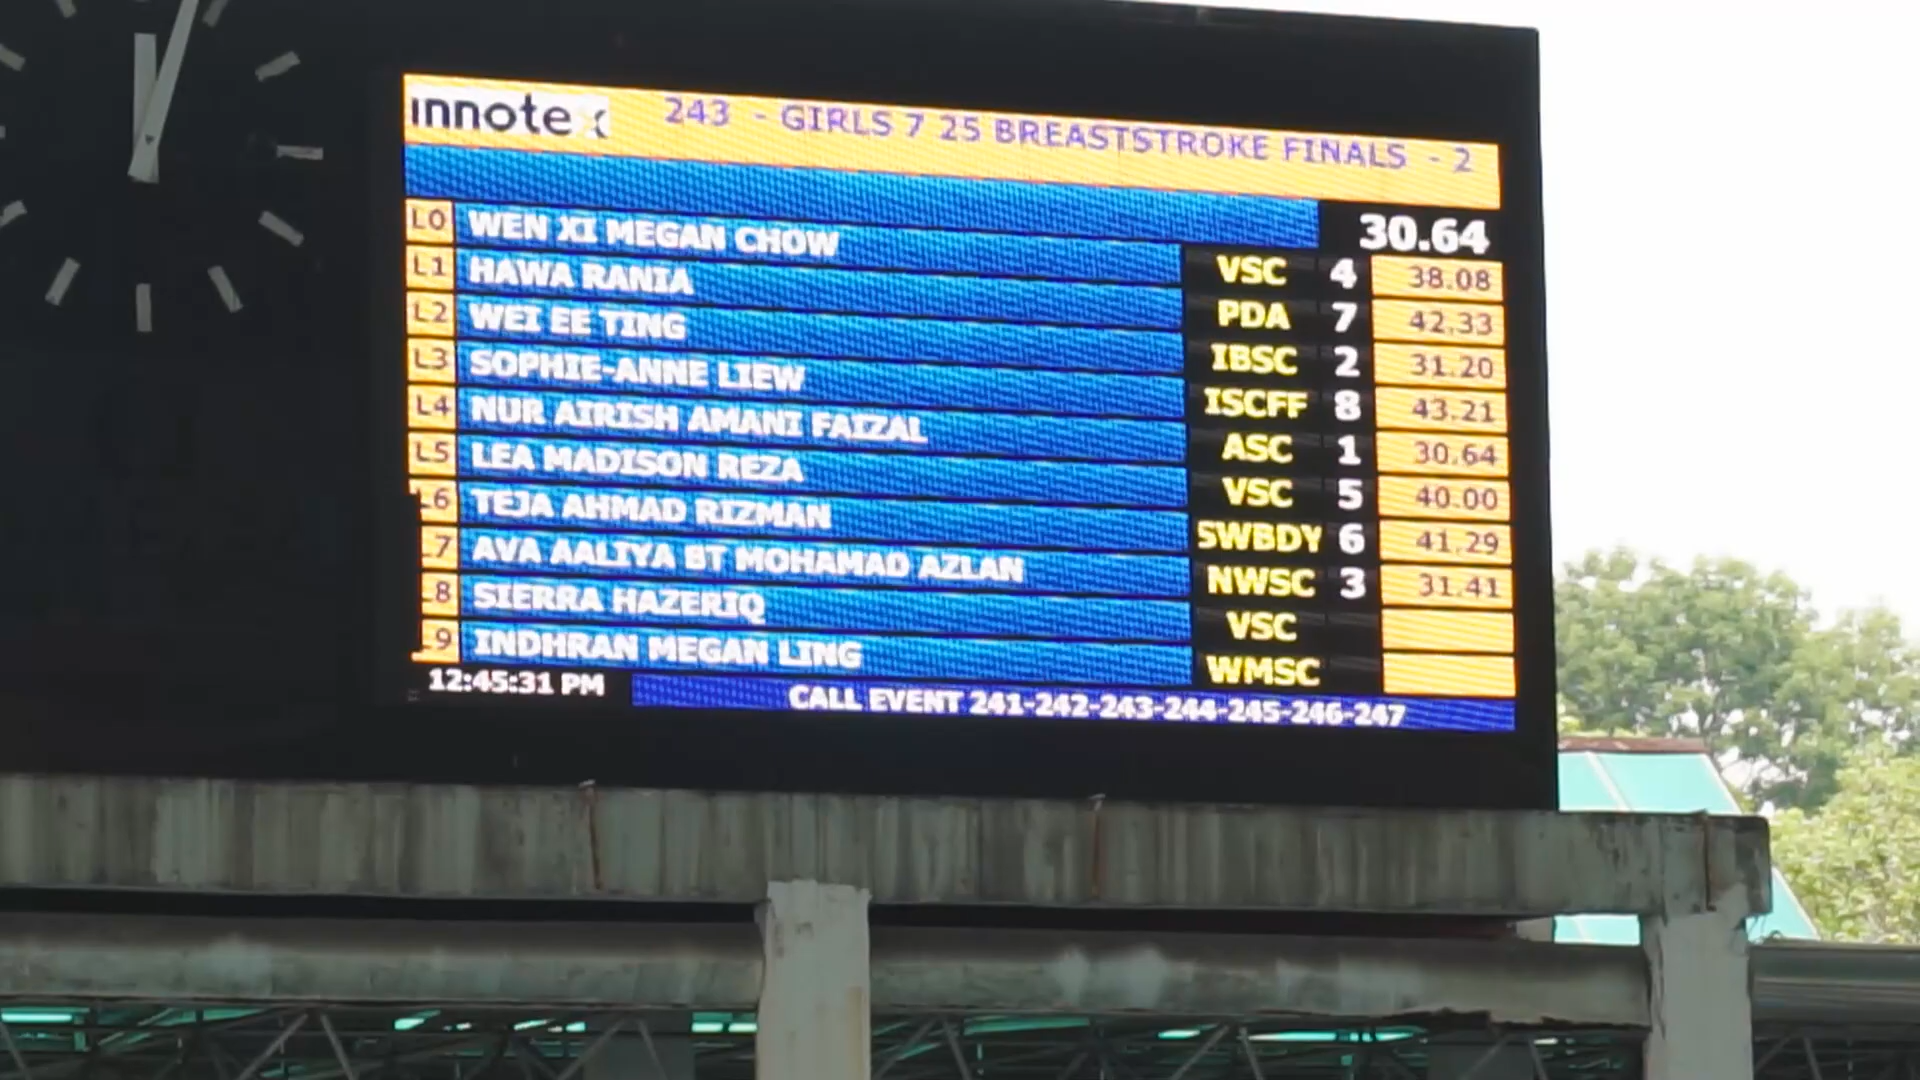 innotex 243 - GIRLS 7 25 BREASTSTROKE FINALS - 2
30.64
L0 WEN XI MEGAN CHOW VSC 4 38.08
L1 HAWA RANIA PDA 7 42.33
L2 WEI EE TING IBSC 2 31.20
L3 SOPHIE-ANNE LIEW ISCFF 8 43.21
L4 NUR AIRISH AMANI FAIZAL ASC 1 30.64
L5 LEA MADISON REZA VSC 5 40.00
L6 TEJA AHMAD RIZMAN SWBDY 6 41.29
L7 AVA AALIYA BT MOHAMAD AZLAN NWSC 3 31.41
L8 SIERRA HAZERIQ VSC
L9 INDHRAN MEGAN LING WMSC
12:45:31 PM CALL EVENT 241-242-243-244-245-246-247